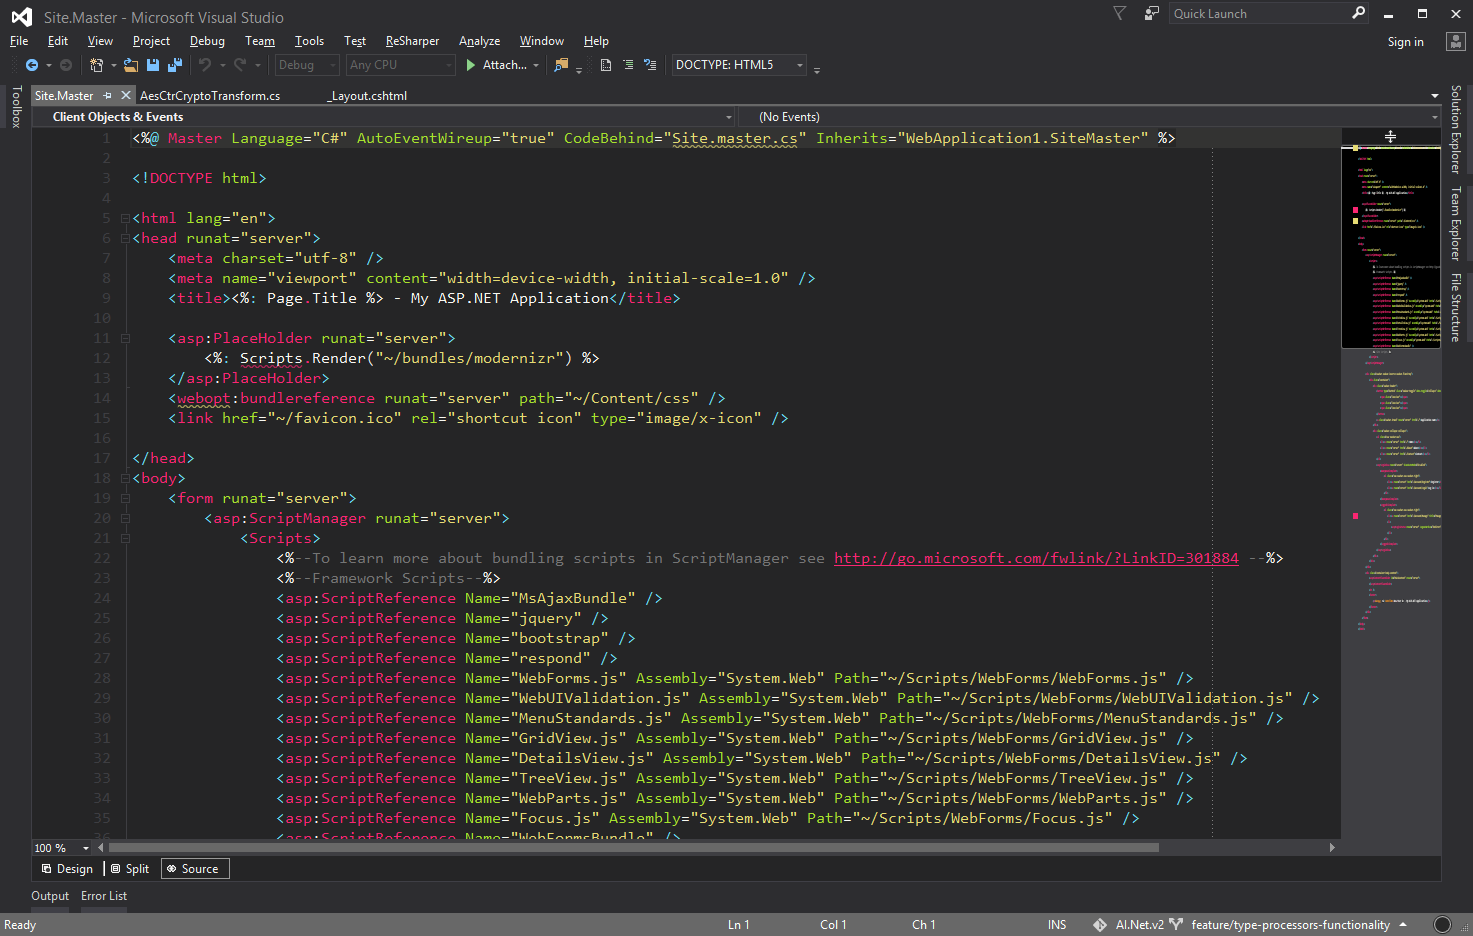 Site.Master - Microsoft Visual Studio
Quick Launch
File Edit View Project Debug Team Tools Test ReSharper Analyze Window Help
Sign in
Debug Any CPU Attach... DOCTYPE: HTML5
Toolbox
Site.Master AesCtrCryptoTransform.cs _Layout.cshtml
Client Objects & Events (No Events)
1 <%@ Master Language="C#" AutoEventWireup="true" CodeBehind="Site.master.cs" Inherits="WebApplication1.SiteMaster" %>
2
3 <!DOCTYPE html>
4
5 <html lang="en">
6 <head runat="server">
7 <meta charset="utf-8" />
8 <meta name="viewport" content="width=device-width, initial-scale=1.0" />
9 <title><%: Page.Title %> - My ASP.NET Application</title>
10
11 <asp:PlaceHolder runat="server">
12 <%: Scripts.Render("~/bundles/modernizr") %>
13 </asp:PlaceHolder>
14 <webopt:bundlereference runat="server" path="~/Content/css" />
15 <link href="~/favicon.ico" rel="shortcut icon" type="image/x-icon" />
16
17 </head>
18 <body>
19 <form runat="server">
20 <asp:ScriptManager runat="server">
21 <Scripts>
22 <%--To learn more about bundling scripts in ScriptManager see http://go.microsoft.com/fwlink/?LinkID=301884 --%>
23 <%--Framework Scripts--%>
24 <asp:ScriptReference Name="MsAjaxBundle" />
25 <asp:ScriptReference Name="jquery" />
26 <asp:ScriptReference Name="bootstrap" />
27 <asp:ScriptReference Name="respond" />
28 <asp:ScriptReference Name="WebForms.js" Assembly="System.Web" Path="~/Scripts/WebForms/WebForms.js" />
29 <asp:ScriptReference Name="WebUIValidation.js" Assembly="System.Web" Path="~/Scripts/WebForms/WebUIValidation.js" />
30 <asp:ScriptReference Name="MenuStandards.js" Assembly="System.Web" Path="~/Scripts/WebForms/MenuStandards.js" />
31 <asp:ScriptReference Name="GridView.js" Assembly="System.Web" Path="~/Scripts/WebForms/GridView.js" />
32 <asp:ScriptReference Name="DetailsView.js" Assembly="System.Web" Path="~/Scripts/WebForms/DetailsView.js" />
33 <asp:ScriptReference Name="TreeView.js" Assembly="System.Web" Path="~/Scripts/WebForms/TreeView.js" />
34 <asp:ScriptReference Name="WebParts.js" Assembly="System.Web" Path="~/Scripts/WebForms/WebParts.js" />
35 <asp:ScriptReference Name="Focus.js" Assembly="System.Web" Path="~/Scripts/WebForms/Focus.js" />
36 <asp:ScriptReference Name="WebFormsBundle" />
Solution Explorer
Team Explorer
File Structure
100 %
Design Split Source
Output Error List
Ready Ln 1 Col 1 Ch 1 INS AI.Net.v2 feature/type-processors-functionality